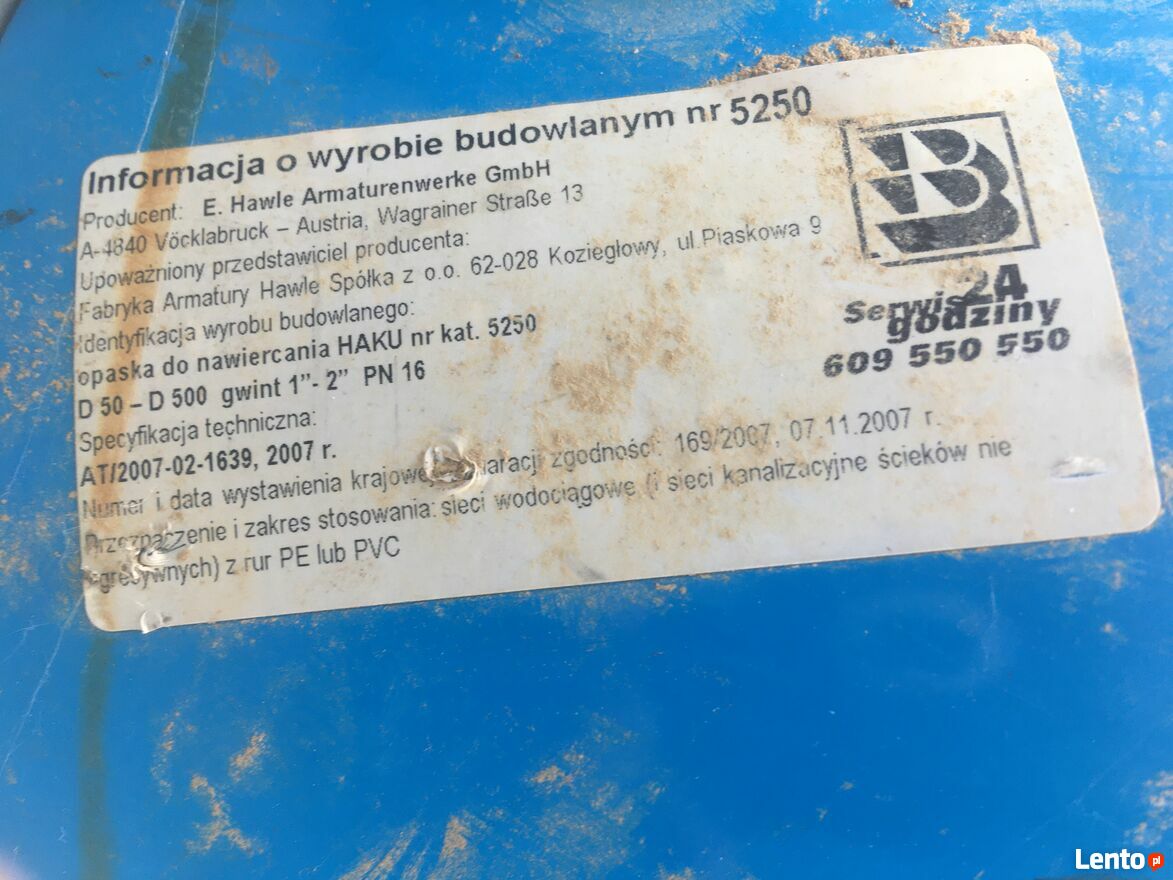 Informacja o wyrobie budowlanym nr 5250
Producent: E. Hawle Armaturenwerke GmbH
A-4840 Vöcklabruck – Austria, Wagrainer Straße 13
Upoważniony przedstawiciel producenta:
Fabryka Armatury Hawle Spółka z o.o. 62-028 Koziegłowy, ul.Piaskowa 9
Identyfikacja wyrobu budowlanego:
opaska do nawiercania HAKU nr kat. 5250
D 50 – D 500 gwint 1”- 2” PN 16
Specyfikacja techniczna:
AT/2007-02-1639, 2007 r.
Numer i data wystawienia krajowej zgodności: 169/2007, 07.11.2007 r.
Przeznaczenie i zakres stosowania: sieci wodociągowe (i sieci kanalizacyjne ścieków nie
agresywnych) z rur PE lub PVC
B
Serwis 24
godziny
609 550 550
Lento.pl